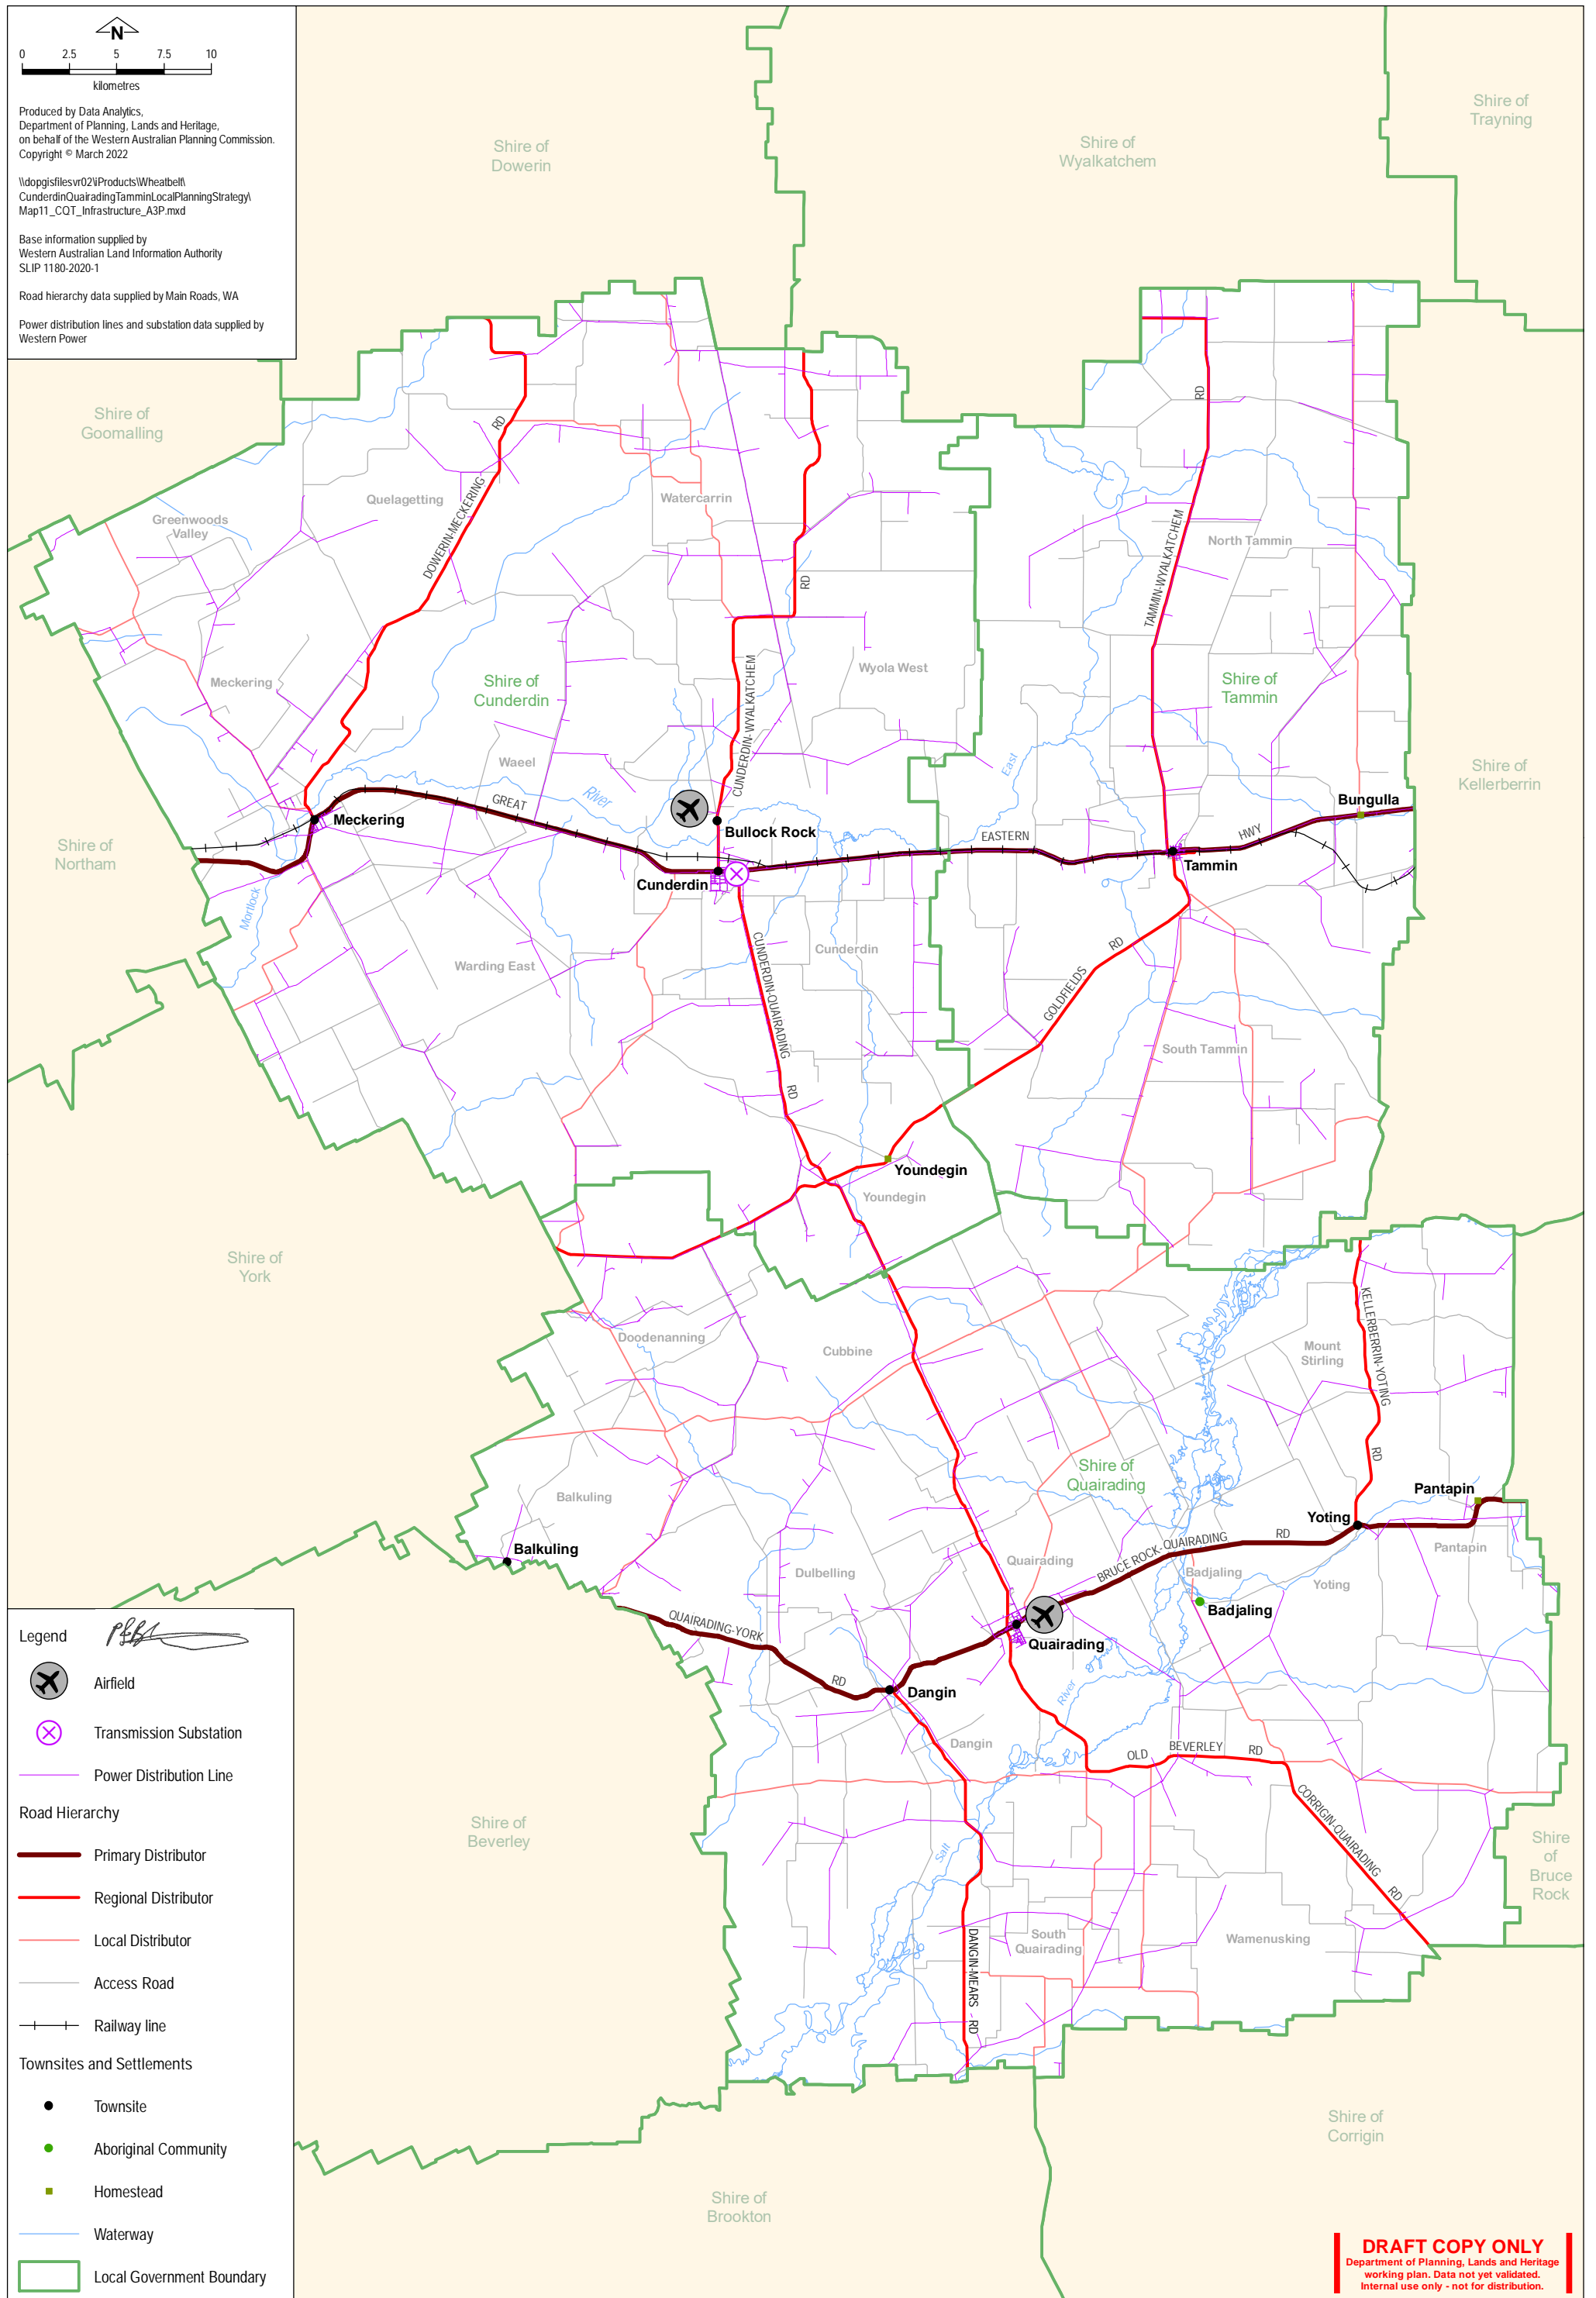 N
0 2.5 5 7.5 10
kilometres
Produced by Data Analytics,
Department of Planning, Lands and Heritage,
on behalf of the Western Australian Planning Commission.
Copyright © March 2022
\\dopgisfilesvr02\iProducts\Wheatbelt\
CunderdinQuairadingTamminLocalPlanningStrategy\
Map11_CQT_Infrastructure_A3P.mxd
Base information supplied by
Western Australian Land Information Authority
SLIP 1180-2020-1
Road hierarchy data supplied by Main Roads, WA
Power distribution lines and substation data supplied by
Western Power
Shire of
Dowerin
Shire of
Wyalkatchem
Shire of
Trayning
Shire of
Goomalling
RD
RD
Quelagetting
Watercarrin
Greenwoods
Valley
DOWERIN-MECKERING
North Tammin
TAMMIN-WYALKATCHEM
RD
Meckering
Shire of
Cunderdin
CUNDERDIN-WYALKATCHEM
Wyola West
Shire of
Tammin
Waeel
East
Shire of
Kellerberrin
River
GREAT
Bungulla
Meckering
Bullock Rock
EASTERN
HWY
Shire of
Northam
Tammin
Cunderdin
Mortlock
Warding East
CUNDERDIN-QUAIRADING
RD
Cunderdin
RD
GOLDFIELDS
South Tammin
Youndegin
Youndegin
Shire of
York
Doodenanning
Cubbine
Mount
Stirling
KELLERBERRIN-YOTING
RD
Shire of
Quairading
Balkuling
Pantapin
Yoting
Balkuling
BRUCE ROCK-QUAIRADING
RD
Pantapin
Quairading
Dulbelling
Badjaling
Yoting
Badjaling
QUAIRADING-YORK
RD
Quairading
Dangin
River
Dangin
OLD
BEVERLEY
RD
Shire of
Beverley
CORRIGIN-QUAIRADING
RD
Salt
Shire
of
Bruce
Rock
South
Quairading
Wamenusking
DANGIN-MEARS
RD
Shire of
Corrigin
Shire of
Brookton
Legend
Airfield
Transmission Substation
Power Distribution Line
Road Hierarchy
Primary Distributor
Regional Distributor
Local Distributor
Access Road
Railway line
Townsites and Settlements
Townsite
Aboriginal Community
Homestead
Waterway
Local Government Boundary
DRAFT COPY ONLY
Department of Planning, Lands and Heritage
working plan. Data not yet validated.
Internal use only - not for distribution.